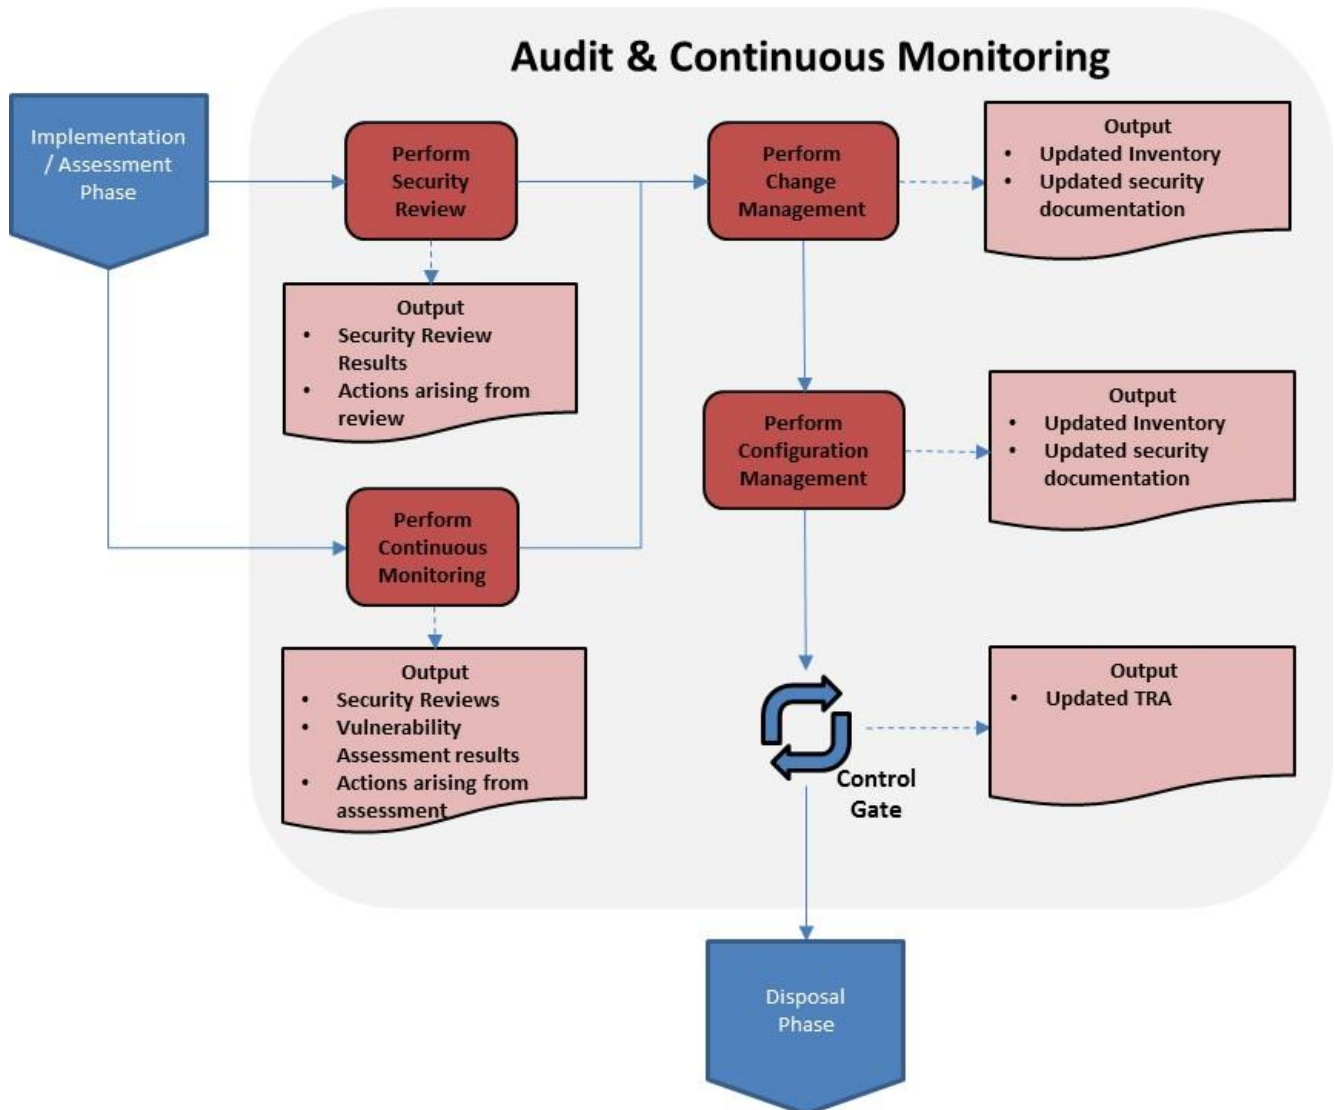 Audit & Continuous Monitoring
Implementation
/ Assessment
Phase
Perform
Security
Review
Perform
Change
Management
Output
• Updated Inventory
• Updated security
documentation
Output
• Security Review
Results
• Actions arising from
review
Perform
Configuration
Management
Output
• Updated Inventory
• Updated security
documentation
Perform
Continuous
Monitoring
Output
• Security Reviews
• Vulnerability
Assessment results
• Actions arising from
assessment
Output
• Updated TRA
Control
Gate
Disposal
Phase